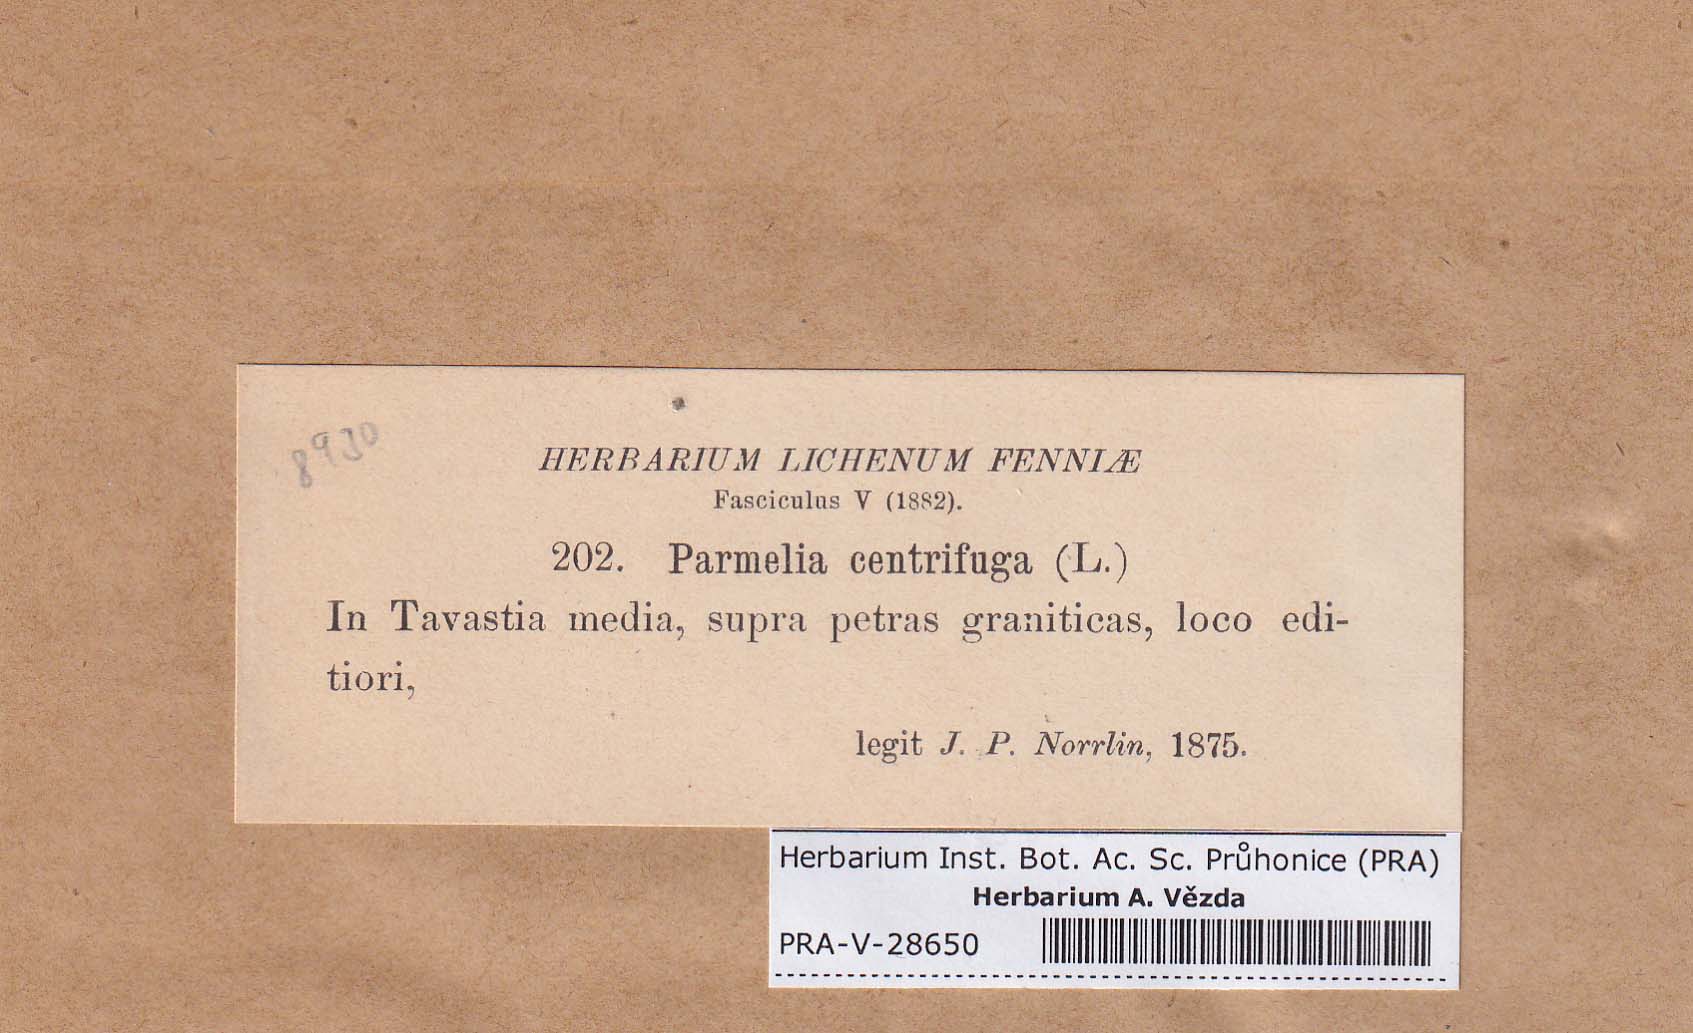 8930
HERBARIUM LICHENUM FENNIÆ
Fasciculus V (1882).
202. Parmelia centrifuga (L.)
In Tavastia media, supra petras graniticas, loco edi-
tiori,
legit J. P. Norrlin, 1875.
Herbarium Inst. Bot. Ac. Sc. Průhonice (PRA)
Herbarium A. Vězda
PRA-V-28650